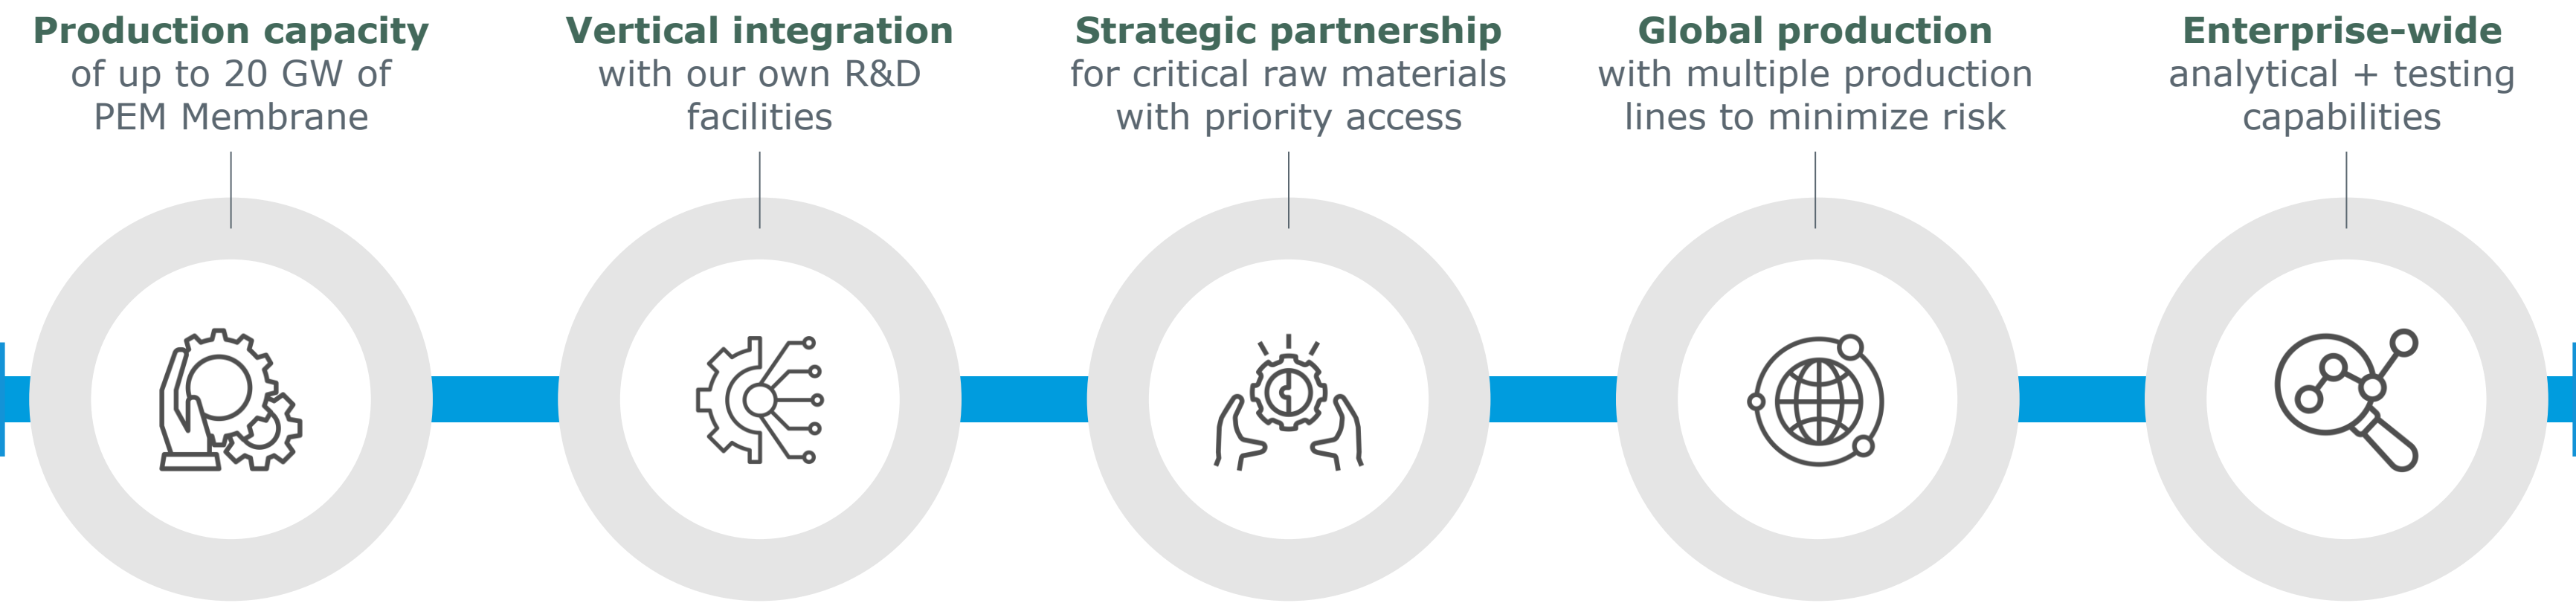 Production capacity
of up to 20 GW of
PEM Membrane
Vertical integration
with our own R&D
facilities
Strategic partnership
for critical raw materials
with priority access
Global production
with multiple production
lines to minimize risk
Enterprise-wide
analytical + testing
capabilities